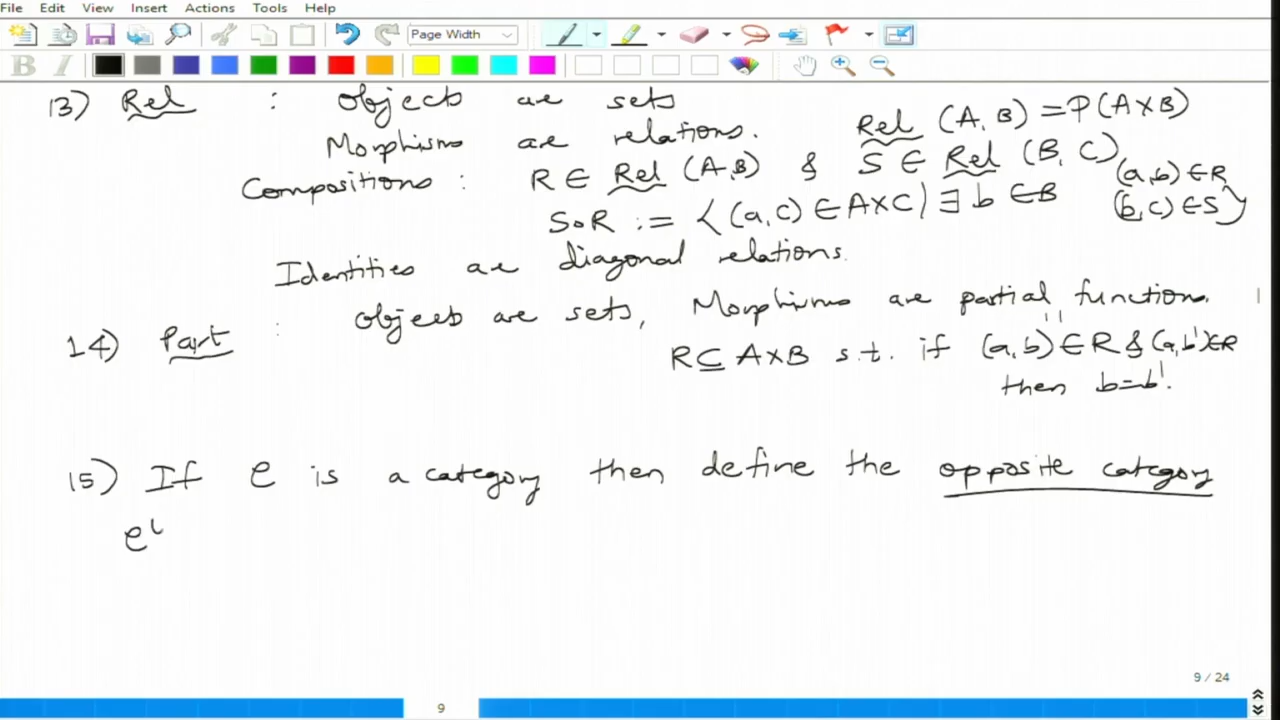 File Edit View Insert Actions Tools Help
Page Width
B I
13) Rel : Objects are sets
Morphisms are relations. Rel (A, B) = P(A×B)
Compositions : R ∈ Rel (A,B) & S ∈ Rel (B, C)
S∘R := { (a,c) ∈ A×C | ∃ b ∈ B (a,b) ∈ R (b,c) ∈ S }
Identities are diagonal relations.
14) Part : Objects are sets, Morphisms are partial functions.
R ⊆ A×B s.t. if (a,b) ∈ R & (a,b') ∈ R
then b=b'.
15) If C is a category then define the opposite category
C
9 / 24
9